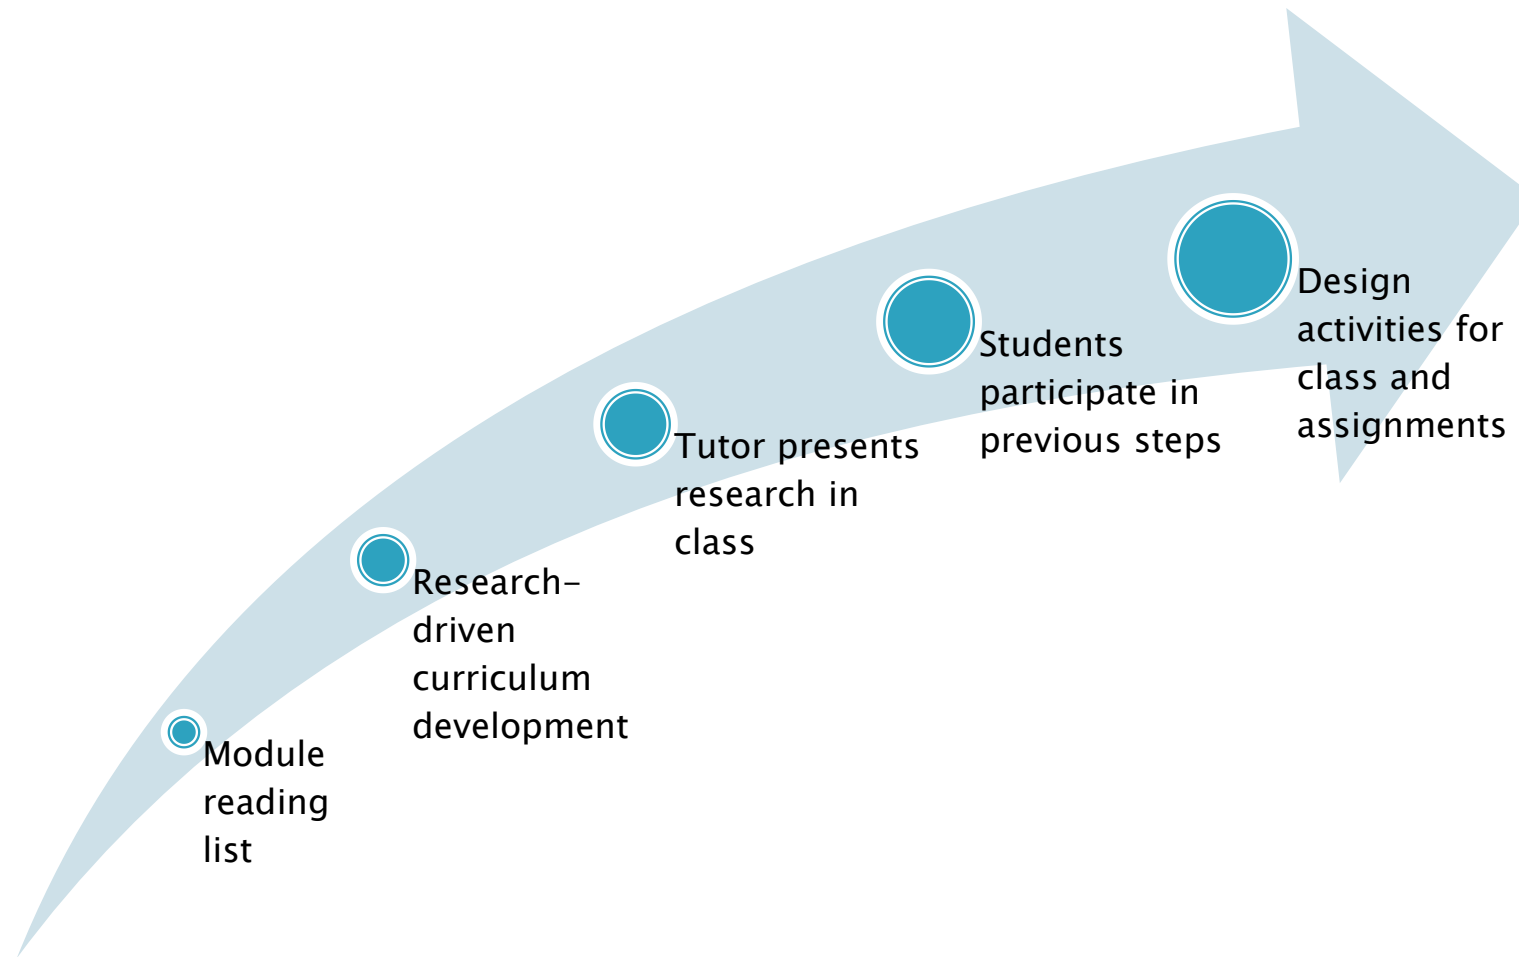 Module
reading
list
Research-
driven
curriculum
development
Tutor presents
research in
class
Students
participate in
previous steps
Design
activities for
class and
assignments